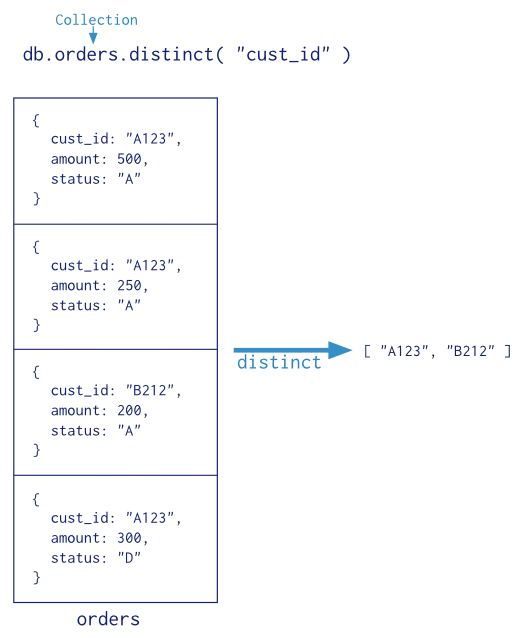 Collection
db.orders.distinct( "cust_id" )
{
cust_id: "A123",
amount: 500,
status: "A"
}
{
cust_id: "A123",
amount: 250,
status: "A"
}
{
cust_id: "B212",
amount: 200,
status: "A"
}
{
cust_id: "A123",
amount: 300,
status: "D"
}
orders
distinct
[ "A123", "B212" ]